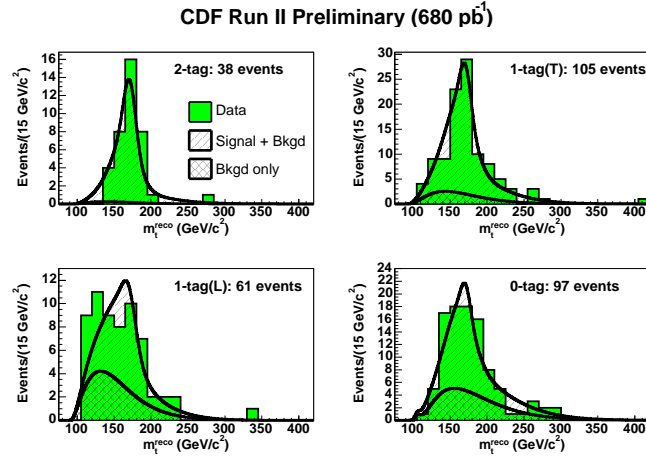 CDF Run II Preliminary (680 pb-1)
2-tag: 38 events
Data
Signal + Bkgd
Bkgd only
Events/(15 GeV/c2)
0 2 4 6 8 10 12 14 16
100 150 200 250 300 350 400
mtreco (GeV/c2)
1-tag(T): 105 events
Events/(15 GeV/c2)
0 5 10 15 20 25 30
100 150 200 250 300 350 400
mtreco (GeV/c2)
1-tag(L): 61 events
Events/(15 GeV/c2)
0 2 4 6 8 10 12
100 150 200 250 300 350 400
mtreco (GeV/c2)
0-tag: 97 events
Events/(15 GeV/c2)
0 2 4 6 8 10 12 14 16 18 20 22 24
100 150 200 250 300 350 400
mtreco (GeV/c2)